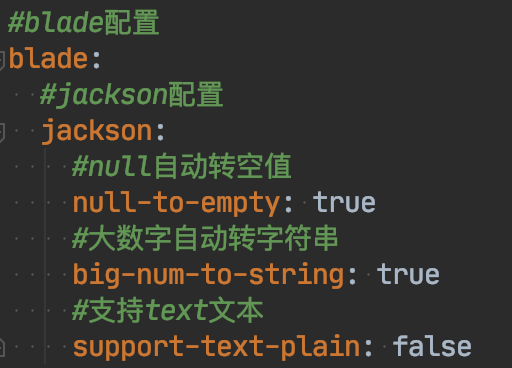 #blade配置
blade:
#jackson配置
jackson:
#null自动转空值
null-to-empty: true
#大数字自动转字符串
big-num-to-string: true
#支持text文本
support-text-plain: false